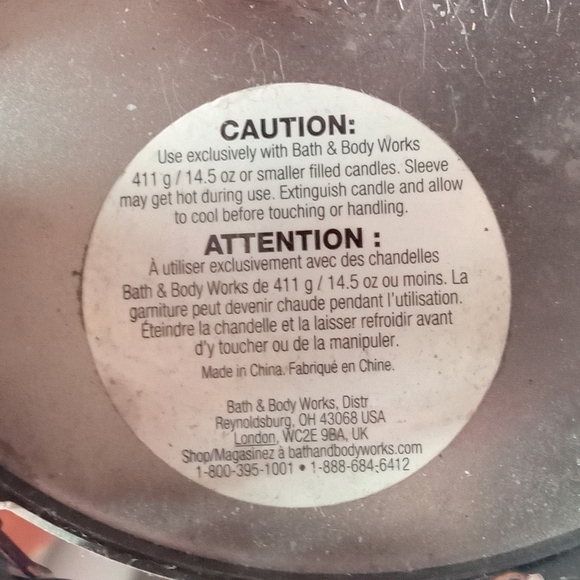 CAUTION:
Use exclusively with Bath & Body Works
411 g / 14.5 oz or smaller filled candles. Sleeve
may get hot during use. Extinguish candle and allow
to cool before touching or handling.
ATTENTION :
À utiliser exclusivement avec des chandelles
Bath & Body Works de 411 g / 14.5 oz ou moins. La
garniture peut devenir chaude pendant l'utilisation.
Éteindre la chandelle et la laisser refroidir avant
d'y toucher ou de la manipuler.
Made in China. Fabriqué en Chine.
Bath & Body Works, Distr
Reynoldsburg, OH 43068 USA
London, WC2E 9BA, UK
Shop/Magasinez à bathandbodyworks.com
1-800-395-1001 • 1-888-684-6412